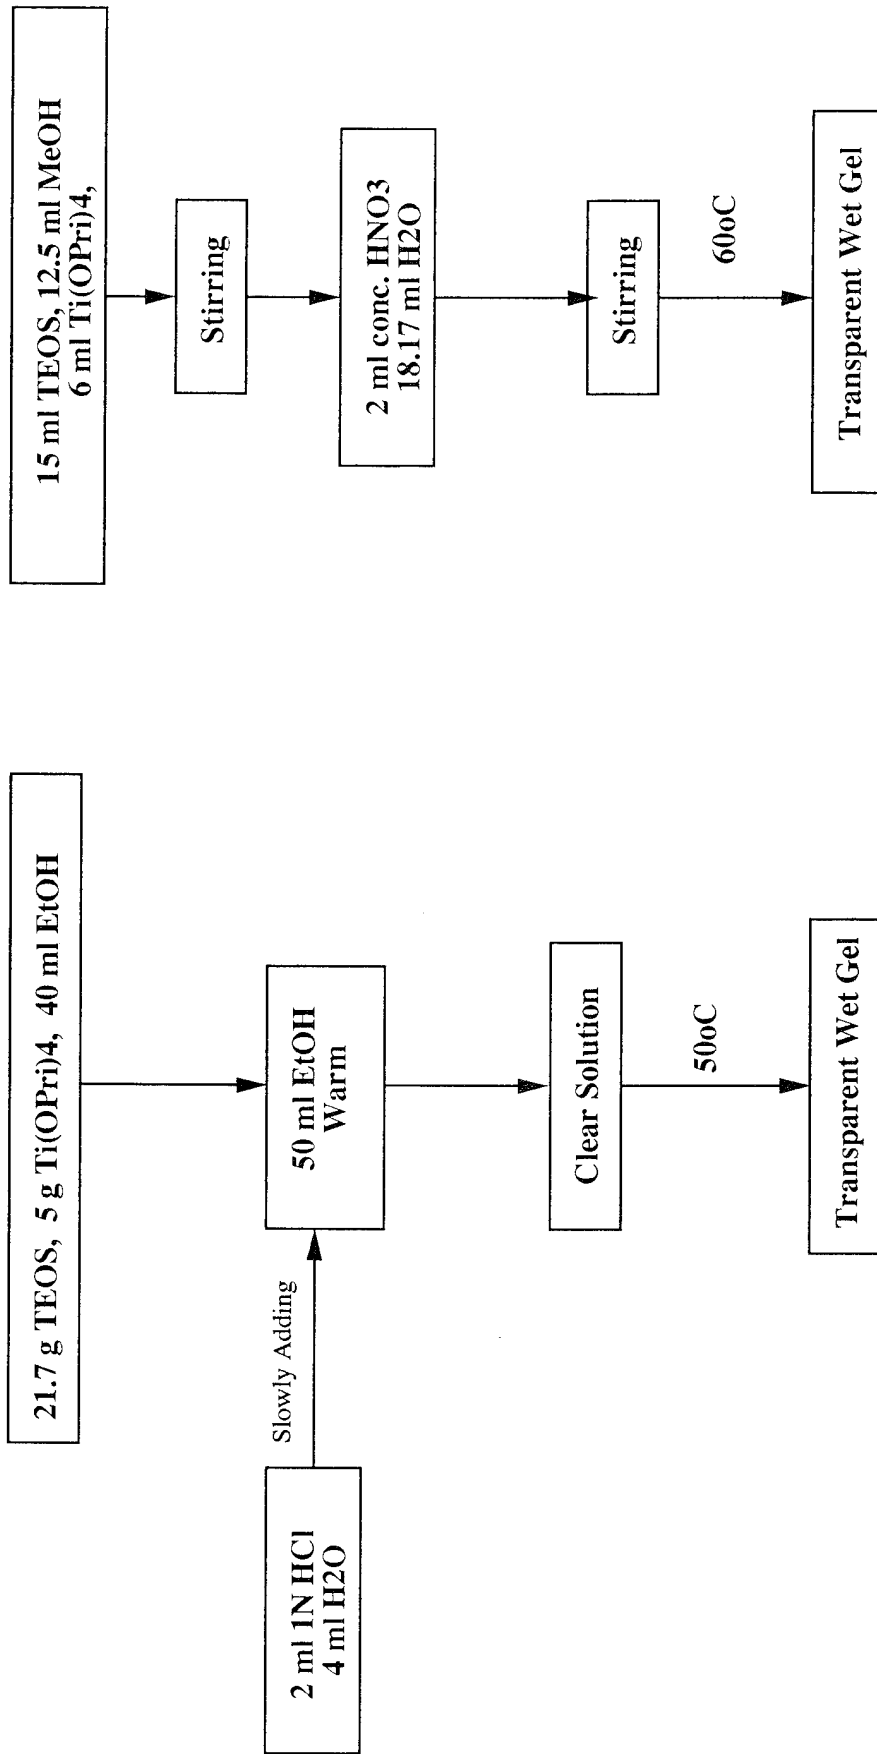 21.7 g TEOS, 5 g Ti(OPri)4, 40 ml EtOH
2 ml 1N HCl
4 ml H2O
Slowly Adding
50 ml EtOH
Warm
Clear Solution
50oC
Transparent Wet Gel
15 ml TEOS, 12.5 ml MeOH
6 ml Ti(OPri)4,
Stirring
2 ml conc. HNO3
18.17 ml H2O
Stirring
60oC
Transparent Wet Gel